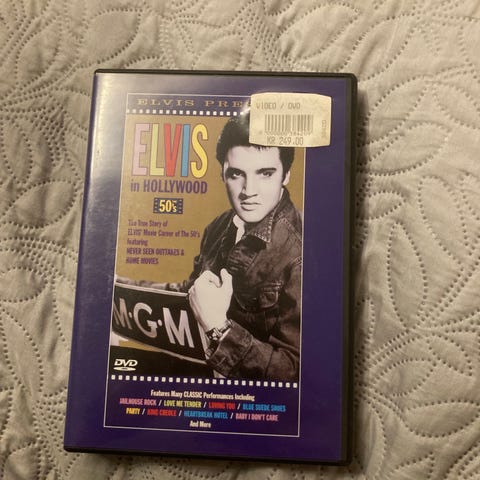 ELVIS PRE
VIDEO / DVD
KR 249.00
ELVIS
in HOLLYWOOD
50's
The True Story of
ELVIS' Movie Career of The 50's
featuring
NEVER SEEN OUTTAKES &
HOME MOVIES
M·G·M
DVD
Features Many CLASSIC Performances Including
JAILHOUSE ROCK / LOVE ME TENDER / LOVING YOU / BLUE SUEDE SHOES
PARTY / KING CREOLE / HEARTBREAK HOTEL / BABY I DON'T CARE
And More